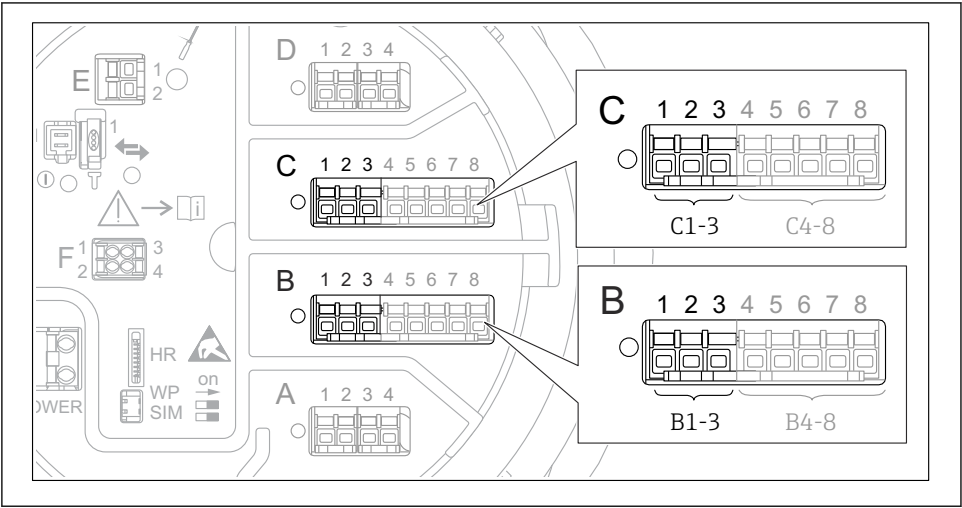 D 1 2 3 4
E 1
2
1
C 1 2 3 4 5 6 7 8
C 1 2 3 4 5 6 7 8
C1-3 C4-8
i
F 1 3
2 4
B 1 2 3 4 5 6 7 8
B 1 2 3 4 5 6 7 8
B1-3 B4-8
HR
WP on
SIM
OWER
A 1 2 3 4